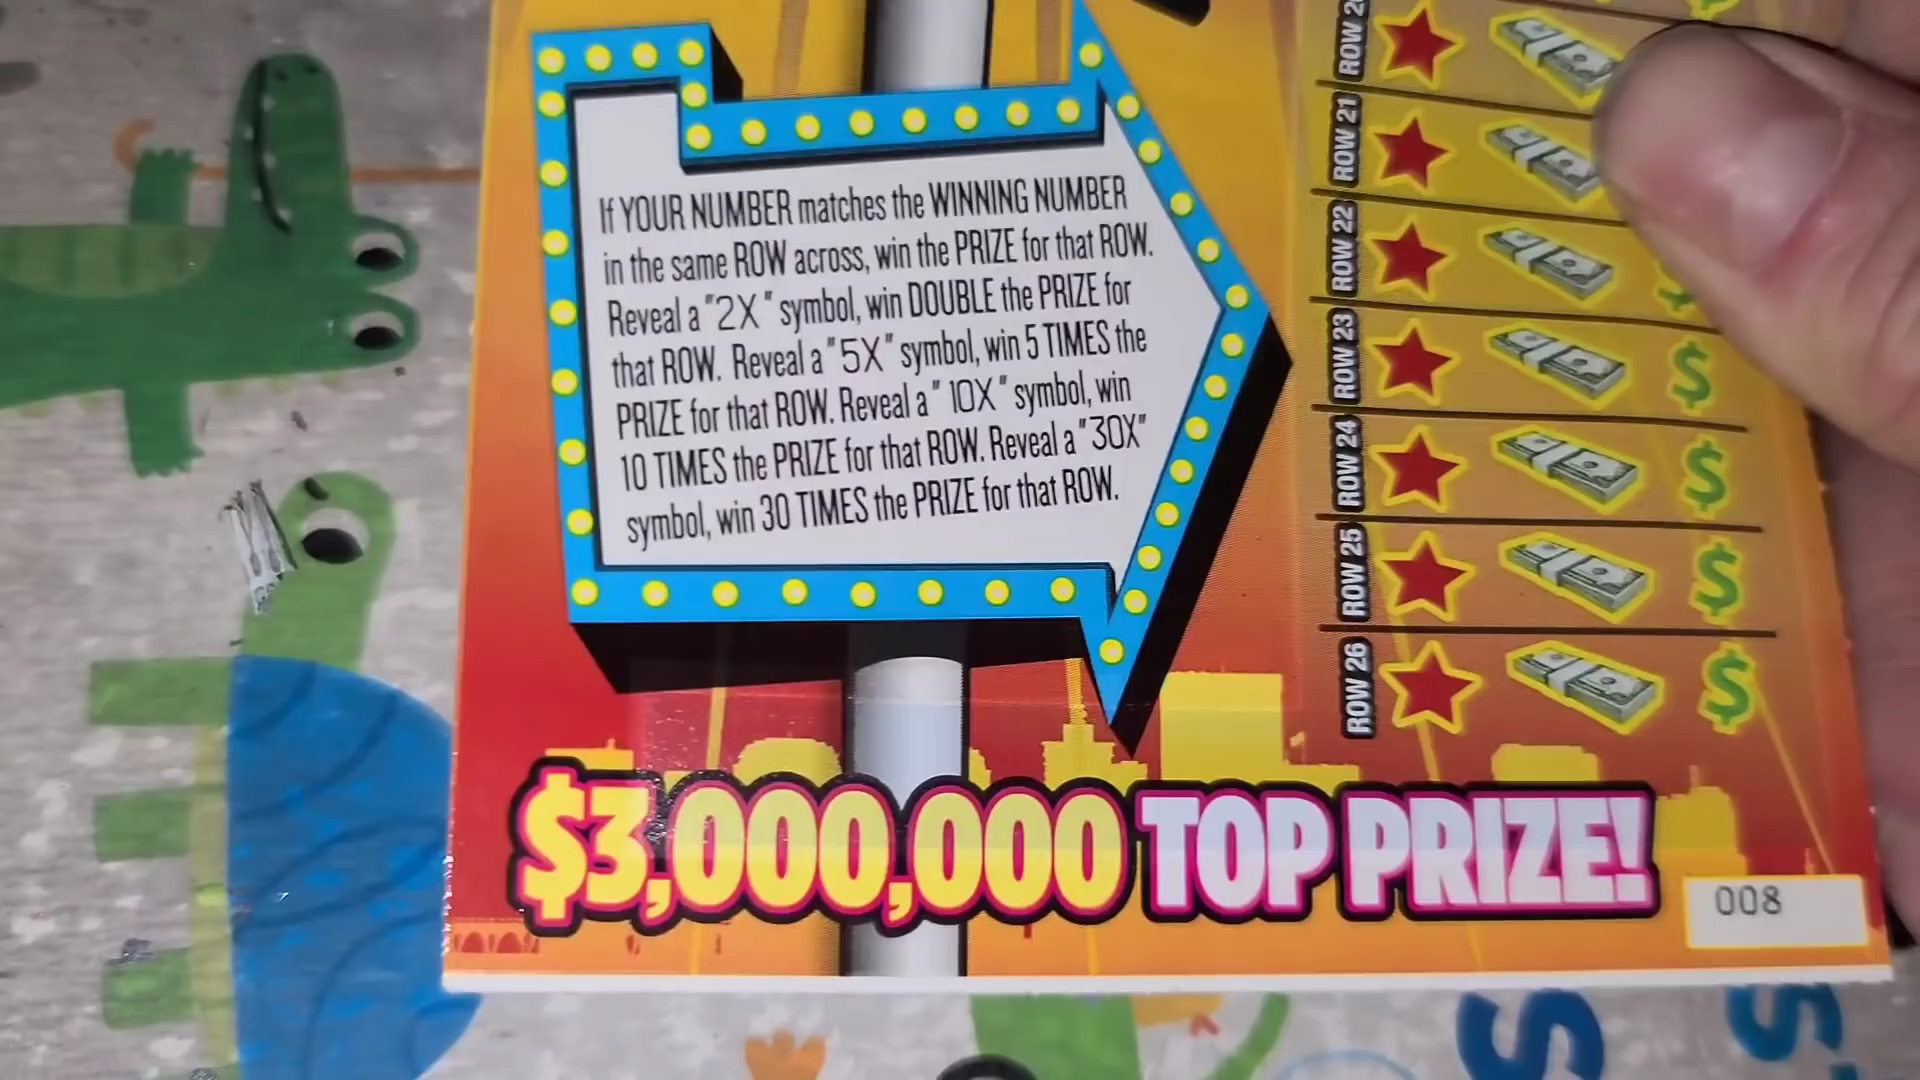 If YOUR NUMBER matches the WINNING NUMBER
in the same ROW across, win the PRIZE for that ROW.
Reveal a "2X" symbol, win DOUBLE the PRIZE for
that ROW. Reveal a "5X" symbol, win 5 TIMES the
PRIZE for that ROW. Reveal a "10X" symbol, win
10 TIMES the PRIZE for that ROW. Reveal a "30X"
symbol, win 30 TIMES the PRIZE for that ROW.
ROW 20
ROW 21
ROW 22
ROW 23
$
ROW 24
$
ROW 25
$
ROW 26
$
$3,000,000 TOP PRIZE!
008